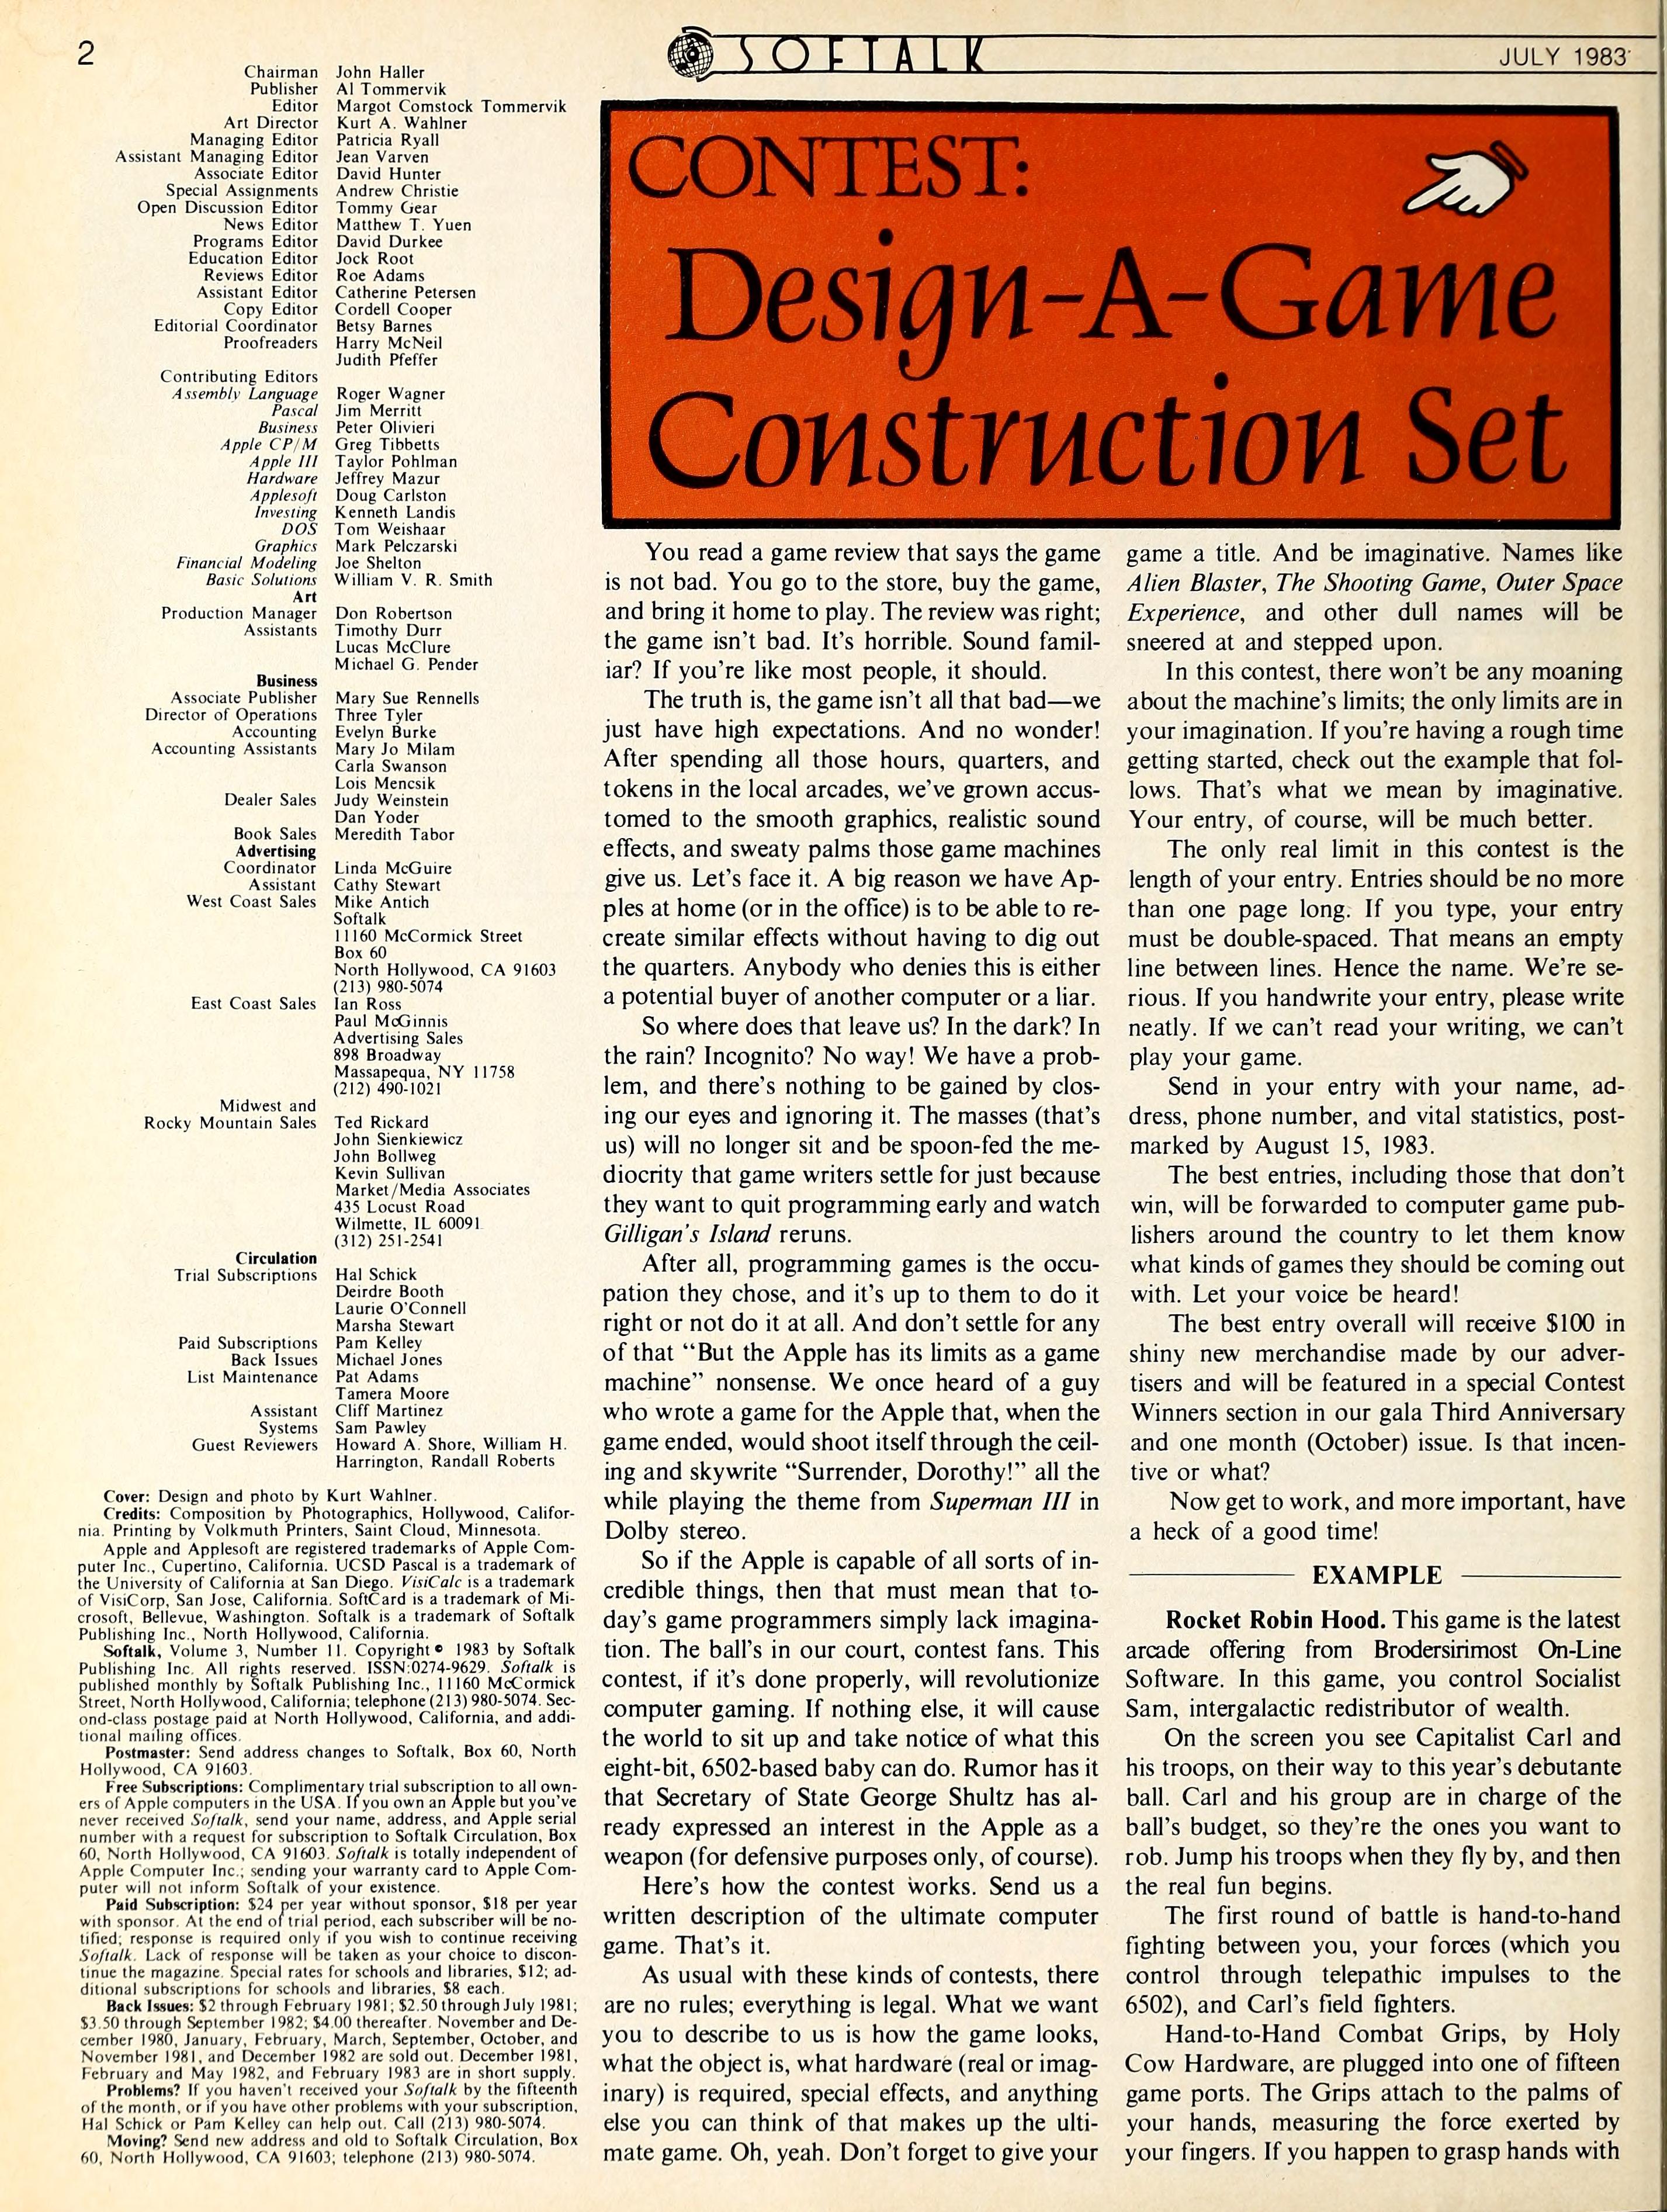 2
SOFTALK
JULY 1983
Chairman John Haller
Publisher Al Tommervik
Editor Margot Comstock Tommervik
Art Director Kurt A. Wahlner
Managing Editor Patricia Ryall
Assistant Managing Editor Jean Varven
Associate Editor David Hunter
Special Assignments Andrew Christie
Open Discussion Editor Tommy Gear
News Editor Matthew T. Yuen
Programs Editor David Durkee
Education Editor Jock Root
Reviews Editor Roe Adams
Assistant Editor Catherine Petersen
Copy Editor Cordell Cooper
Editorial Coordinator Betsy Barnes
Proofreaders Harry McNeil
Judith Pfeffer
Contributing Editors
Assembly Language Roger Wagner
Pascal Jim Merritt
Business Peter Olivieri
Apple CP/M Greg Tibbetts
Apple III Taylor Pohlman
Hardware Jeffrey Mazur
Applesoft Doug Carlston
Investing Kenneth Landis
DOS Tom Weishaar
Graphics Mark Pelczarski
Financial Modeling Joe Shelton
Basic Solutions William V. R. Smith
Art
Production Manager Don Robertson
Assistants Timothy Durr
Lucas McClure
Michael G. Pender
Business
Associate Publisher Mary Sue Rennells
Director of Operations Three Tyler
Accounting Evelyn Burke
Accounting Assistants Mary Jo Milam
Carla Swanson
Lois Mencsik
Dealer Sales Judy Weinstein
Dan Yoder
Book Sales Meredith Tabor
Advertising
Coordinator Linda McGuire
Assistant Cathy Stewart
West Coast Sales Mike Antich
Softalk
11160 McCormick Street
Box 60
North Hollywood, CA 91603
(213) 980-5074
East Coast Sales Ian Ross
Paul McGinnis
Advertising Sales
898 Broadway
Massapequa, NY 11758
(212) 490-1021
Midwest and
Rocky Mountain Sales Ted Rickard
John Sienkiewicz
John Bollweg
Kevin Sullivan
Market/Media Associates
435 Locust Road
Wilmette, IL 60091
(312) 251-2541
Circulation
Trial Subscriptions Hal Schick
Deirdre Booth
Laurie O'Connell
Marsha Stewart
Paid Subscriptions Pam Kelley
Back Issues Michael Jones
List Maintenance Pat Adams
Tamera Moore
Assistant Cliff Martinez
Systems Sam Pawley
Guest Reviewers Howard A. Shore, William H.
Harrington, Randall Roberts
Cover: Design and photo by Kurt Wahlner.
Credits: Composition by Photographics, Hollywood, Califor-
nia. Printing by Volkmuth Printers, Saint Cloud, Minnesota.
Apple and Applesoft are registered trademarks of Apple Com-
puter Inc., Cupertino, California. UCSD Pascal is a trademark of
the University of California at San Diego. VisiCalc is a trademark
of VisiCorp, San Jose, California. SoftCard is a trademark of Mi-
crosoft, Bellevue, Washington. Softalk is a trademark of Softalk
Publishing Inc., North Hollywood, California.
Softalk, Volume 3, Number 11. Copyright © 1983 by Softalk
Publishing Inc. All rights reserved. ISSN:0274-9629. Softalk is
published monthly by Softalk Publishing Inc., 11160 McCormick
Street, North Hollywood, California; telephone (213) 980-5074. Sec-
ond-class postage paid at North Hollywood, California, and addi-
tional mailing offices.
Postmaster: Send address changes to Softalk, Box 60, North
Hollywood, CA 91603.
Free Subscriptions: Complimentary trial subscription to all own-
ers of Apple computers in the USA. If you own an Apple but you've
never received Softalk, send your name, address, and Apple serial
number with a request for subscription to Softalk Circulation, Box
60, North Hollywood, CA 91603. Softalk is totally independent of
Apple Computer Inc.; sending your warranty card to Apple Com-
puter will not inform Softalk of your existence.
Paid Subscription: $24 per year without sponsor, $18 per year
with sponsor. At the end of trial period, each subscriber will be no-
tified; response is required only if you wish to continue receiving
Softalk. Lack of response will be taken as your choice to discon-
tinue the magazine. Special rates for schools and libraries, $12; ad-
ditional subscriptions for schools and libraries, $8 each.
Back Issues: $2 through February 1981; $2.50 through July 1981;
$3.50 through September 1982; $4.00 thereafter. November and De-
cember 1980, January, February, March, September, October, and
November 1981, and December 1982 are sold out. December 1981,
February and May 1982, and February 1983 are in short supply.
Problems? If you haven't received your Softalk by the fifteenth
of the month, or if you have other problems with your subscription,
Hal Schick or Pam Kelley can help out. Call (213) 980-5074.
Moving? Send new address and old to Softalk Circulation, Box
60, North Hollywood, CA 91603; telephone (213) 980-5074.
CONTEST:
Design-A-Game
Construction Set
You read a game review that says the game
is not bad. You go to the store, buy the game,
and bring it home to play. The review was right;
the game isn't bad. It's horrible. Sound famil-
iar? If you're like most people, it should.
The truth is, the game isn't all that bad—we
just have high expectations. And no wonder!
After spending all those hours, quarters, and
tokens in the local arcades, we've grown accus-
tomed to the smooth graphics, realistic sound
effects, and sweaty palms those game machines
give us. Let's face it. A big reason we have Ap-
ples at home (or in the office) is to be able to re-
create similar effects without having to dig out
the quarters. Anybody who denies this is either
a potential buyer of another computer or a liar.
So where does that leave us? In the dark? In
the rain? Incognito? No way! We have a prob-
lem, and there's nothing to be gained by clos-
ing our eyes and ignoring it. The masses (that's
us) will no longer sit and be spoon-fed the me-
diocrity that game writers settle for just because
they want to quit programming early and watch
Gilligan's Island reruns.
After all, programming games is the occu-
pation they chose, and it's up to them to do it
right or not do it at all. And don't settle for any
of that "But the Apple has its limits as a game
machine" nonsense. We once heard of a guy
who wrote a game for the Apple that, when the
game ended, would shoot itself through the ceil-
ing and skywrite "Surrender, Dorothy!" all the
while playing the theme from Superman III in
Dolby stereo.
So if the Apple is capable of all sorts of in-
credible things, then that must mean that to-
day's game programmers simply lack imagina-
tion. The ball's in our court, contest fans. This
contest, if it's done properly, will revolutionize
computer gaming. If nothing else, it will cause
the world to sit up and take notice of what this
eight-bit, 6502-based baby can do. Rumor has it
that Secretary of State George Shultz has al-
ready expressed an interest in the Apple as a
weapon (for defensive purposes only, of course).
Here's how the contest works. Send us a
written description of the ultimate computer
game. That's it.
As usual with these kinds of contests, there
are no rules; everything is legal. What we want
you to describe to us is how the game looks,
what the object is, what hardware (real or imag-
inary) is required, special effects, and anything
else you can think of that makes up the ulti-
mate game. Oh, yeah. Don't forget to give your
game a title. And be imaginative. Names like
Alien Blaster, The Shooting Game, Outer Space
Experience, and other dull names will be
sneered at and stepped upon.
In this contest, there won't be any moaning
about the machine's limits; the only limits are in
your imagination. If you're having a rough time
getting started, check out the example that fol-
lows. That's what we mean by imaginative.
Your entry, of course, will be much better.
The only real limit in this contest is the
length of your entry. Entries should be no more
than one page long. If you type, your entry
must be double-spaced. That means an empty
line between lines. Hence the name. We're se-
rious. If you handwrite your entry, please write
neatly. If we can't read your writing, we can't
play your game.
Send in your entry with your name, ad-
dress, phone number, and vital statistics, post-
marked by August 15, 1983.
The best entries, including those that don't
win, will be forwarded to computer game pub-
lishers around the country to let them know
what kinds of games they should be coming out
with. Let your voice be heard!
The best entry overall will receive $100 in
shiny new merchandise made by our adver-
tisers and will be featured in a special Contest
Winners section in our gala Third Anniversary
and one month (October) issue. Is that incen-
tive or what?
Now get to work, and more important, have
a heck of a good time!
EXAMPLE
Rocket Robin Hood. This game is the latest
arcade offering from Brodersirimost On-Line
Software. In this game, you control Socialist
Sam, intergalactic redistributor of wealth.
On the screen you see Capitalist Carl and
his troops, on their way to this year's debutante
ball. Carl and his group are in charge of the
ball's budget, so they're the ones you want to
rob. Jump his troops when they fly by, and then
the real fun begins.
The first round of battle is hand-to-hand
fighting between you, your forces (which you
control through telepathic impulses to the
6502), and Carl's field fighters.
Hand-to-Hand Combat Grips, by Holy
Cow Hardware, are plugged into one of fifteen
game ports. The Grips attach to the palms of
your hands, measuring the force exerted by
your fingers. If you happen to grasp hands with